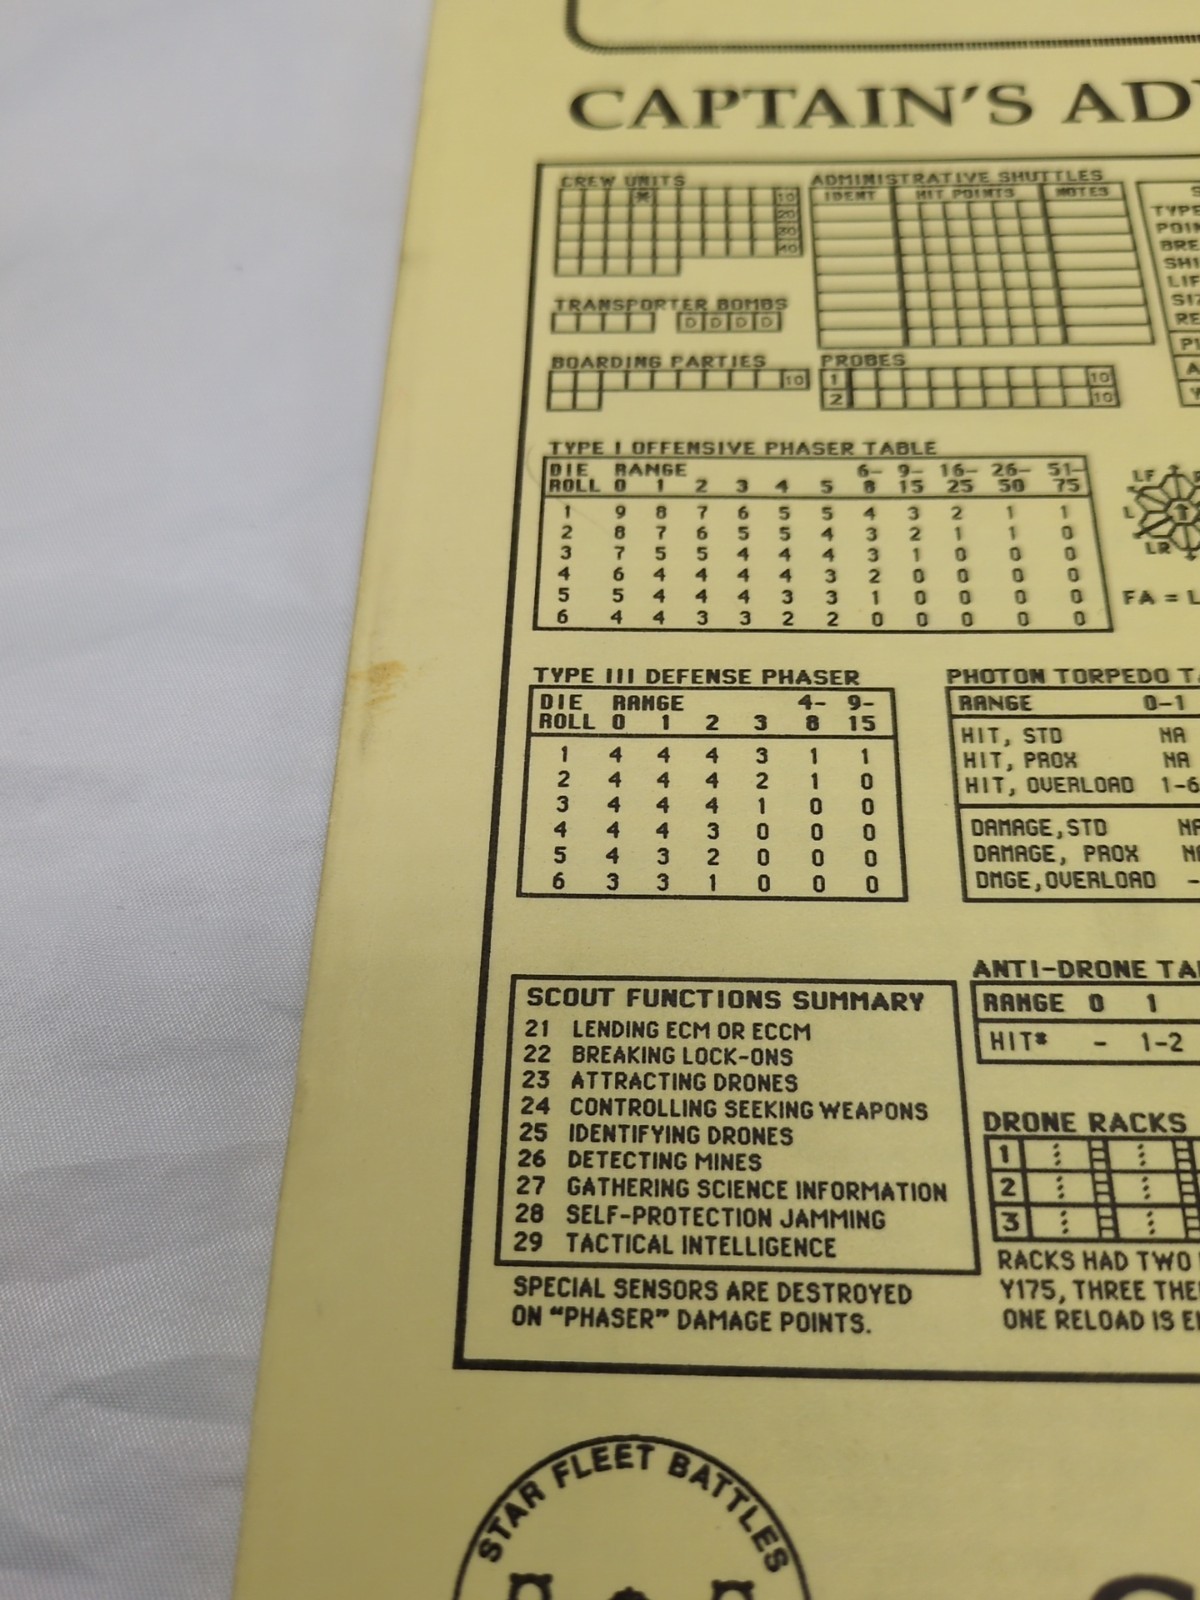 CAPTAIN'S
CREW UNITS
10
20
30
40
ADMINISTRATIVE SHUTTLES
IDENT HIT POINTS NOTES
TRANSPORTER BOMBS
D D D D
BOARDING PARTIES
10
PROBES
1 10
2 10
TYPE I OFFENSIVE PHASER TABLE
DIE RANGE 6- 9- 16- 26- 51-
ROLL 0 1 2 3 4 5 8 15 25 50 75
1 9 8 7 6 5 5 4 3 2 1 1
2 8 7 6 5 5 4 3 2 1 1 0
3 7 5 5 4 4 4 3 1 0 0 0
4 6 4 4 4 4 3 2 0 0 0 0
5 5 4 4 4 3 3 1 0 0 0 0
6 4 4 3 3 2 2 0 0 0 0 0
LF
L
LR
FA = L
TYPE III DEFENSE PHASER
DIE RANGE 4- 9-
ROLL 0 1 2 3 8 15
1 4 4 4 3 1 1
2 4 4 4 2 1 0
3 4 4 4 1 0 0
4 4 4 3 0 0 0
5 4 3 2 0 0 0
6 3 3 1 0 0 0
PHOTON TORPEDO
RANGE 0-1
HIT, STD NA
HIT, PROX NA
HIT, OVERLOAD 1-6
DAMAGE,STD
DAMAGE, PROX
DMGE,OVERLOAD -
SCOUT FUNCTIONS SUMMARY
21 LENDING ECM OR ECCM
22 BREAKING LOCK-ONS
23 ATTRACTING DRONES
24 CONTROLLING SEEKING WEAPONS
25 IDENTIFYING DRONES
26 DETECTING MINES
27 GATHERING SCIENCE INFORMATION
28 SELF-PROTECTION JAMMING
29 TACTICAL INTELLIGENCE
SPECIAL SENSORS ARE DESTROYED
ON "PHASER" DAMAGE POINTS.
ANTI-DRONE
RANGE 0 1
HIT* - 1-2
DRONE RACKS
1
2
3
RACKS HAD TWO
Y175, THREE
ONE RELOAD IS
STAR FLEET BATTLES